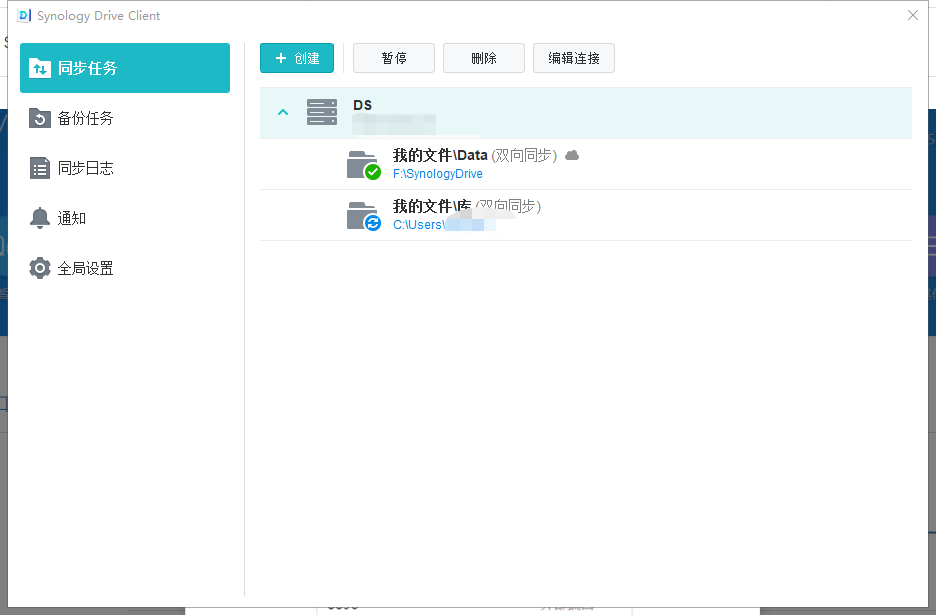 Synology Drive Client
同步任务
备份任务
同步日志
通知
全局设置
创建
暂停
删除
编辑连接
DS
我的文件\Data (双向同步)
F:\SynologyDrive
我的文件\库 (双向同步)
C:\Users\